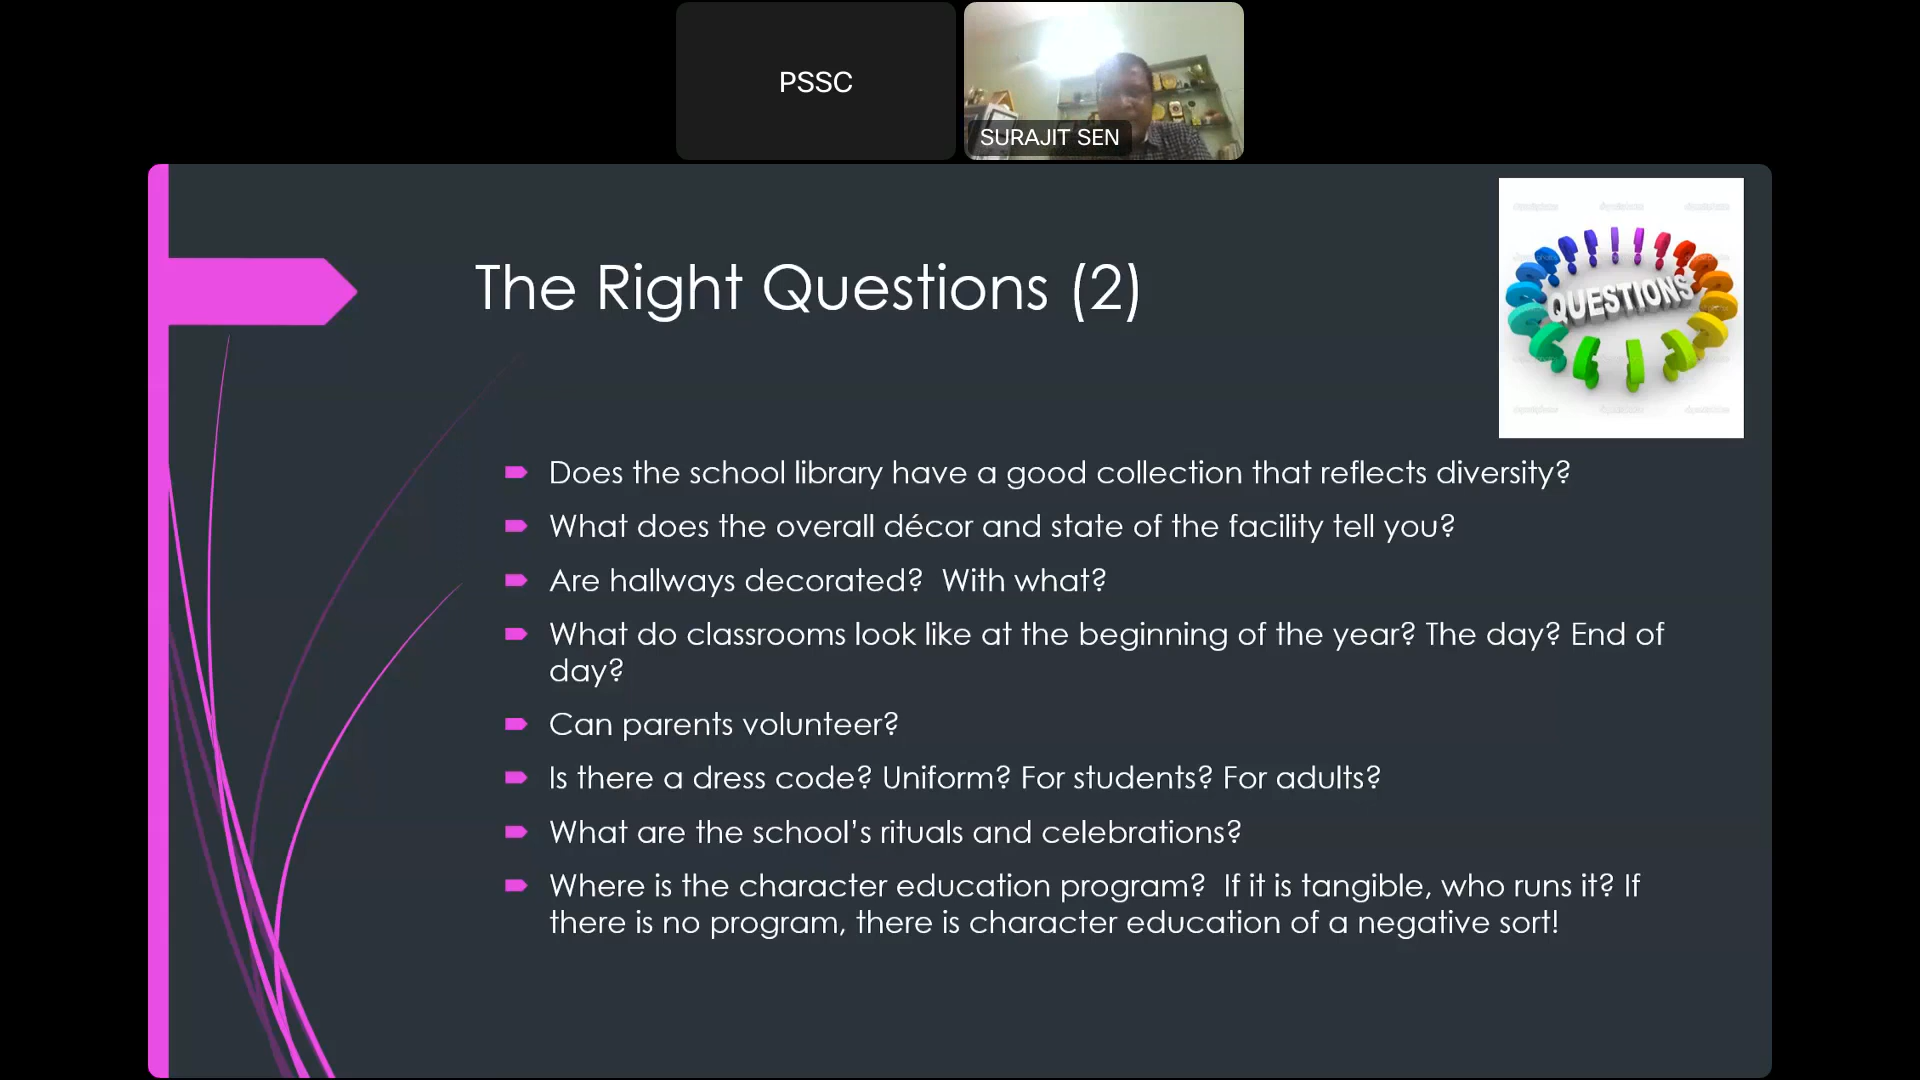 PSSC
SURAJIT SEN
The Right Questions (2)
QUESTIONS
Does the school library have a good collection that reflects diversity?
What does the overall décor and state of the facility tell you?
Are hallways decorated?  With what?
What do classrooms look like at the beginning of the year? The day? End of
day?
Can parents volunteer?
Is there a dress code? Uniform? For students? For adults?
What are the school’s rituals and celebrations?
Where is the character education program?  If it is tangible, who runs it? If
there is no program, there is character education of a negative sort!